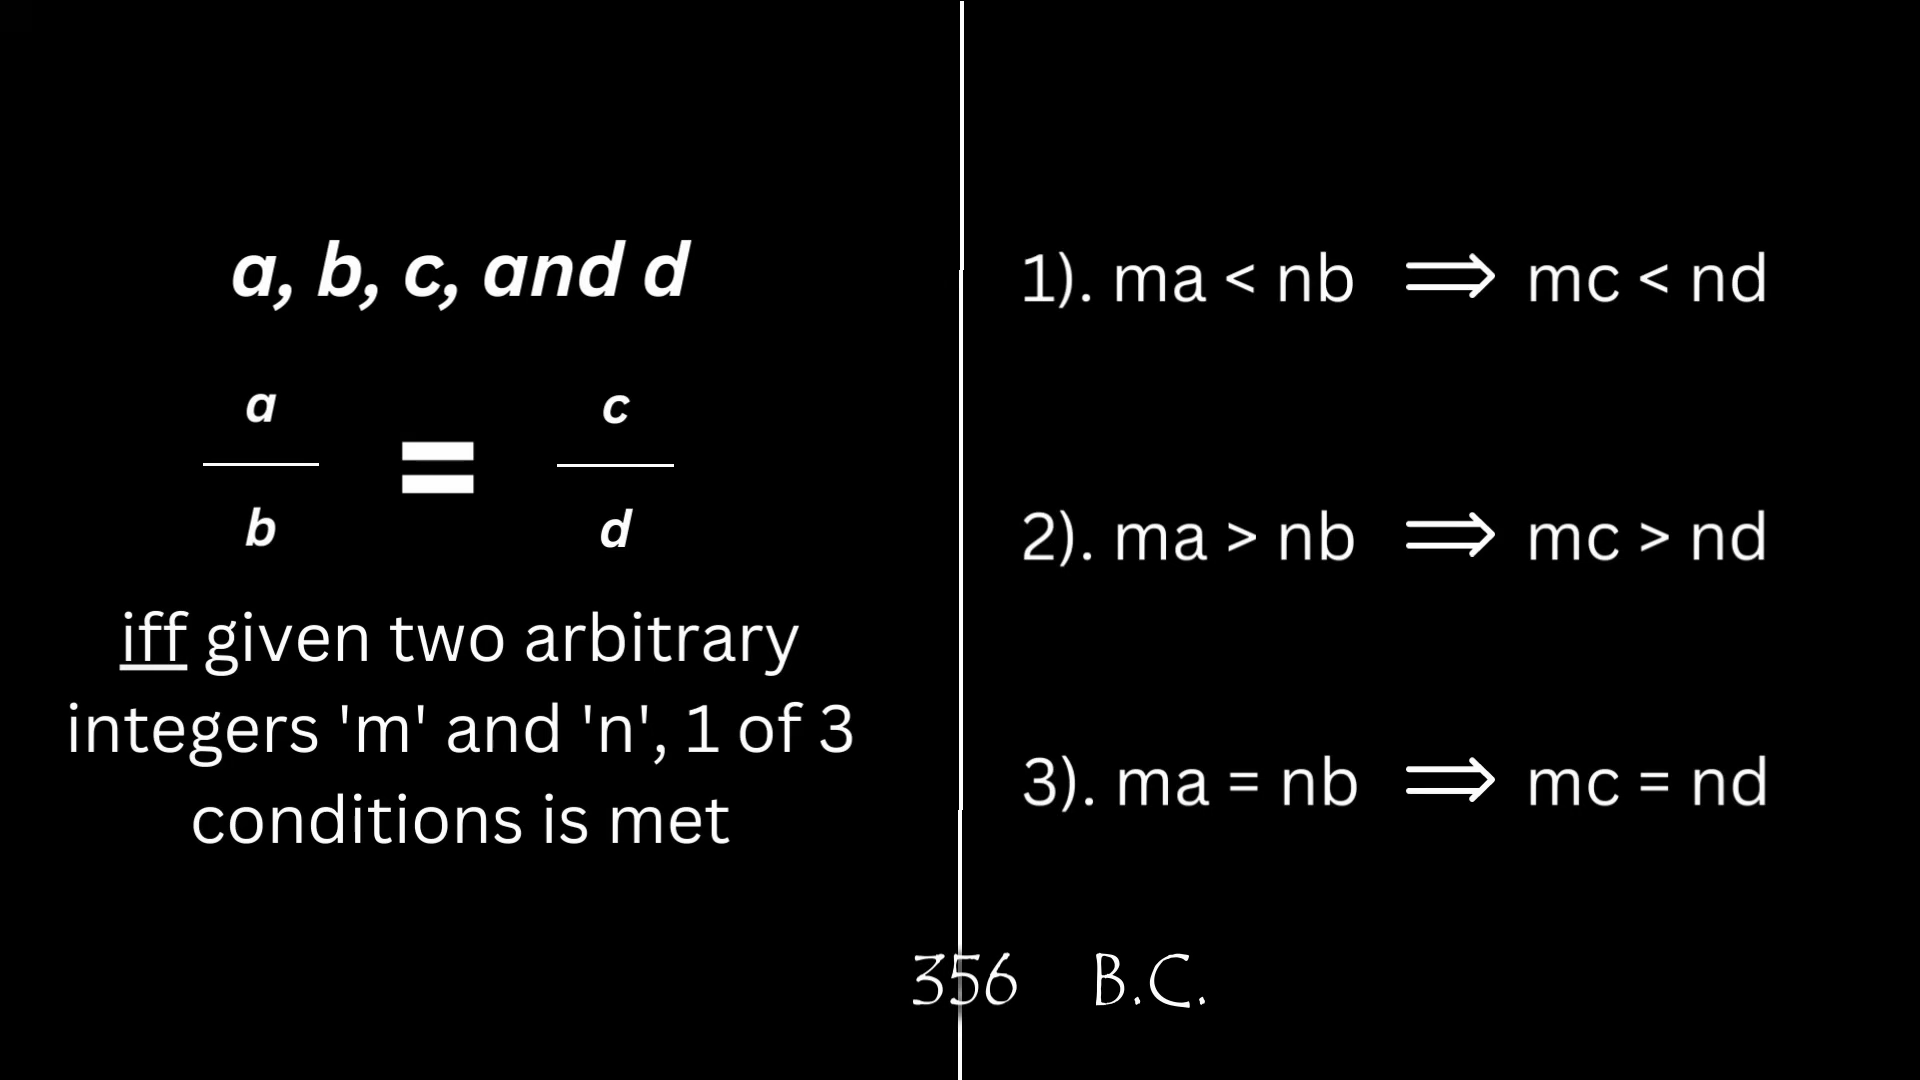 a, b, c, and d
a = c
b d
iff given two arbitrary
integers 'm' and 'n', 1 of 3
conditions is met
1). ma < nb ⟹ mc < nd
2). ma > nb ⟹ mc > nd
3). ma = nb ⟹ mc = nd
356 B.C.